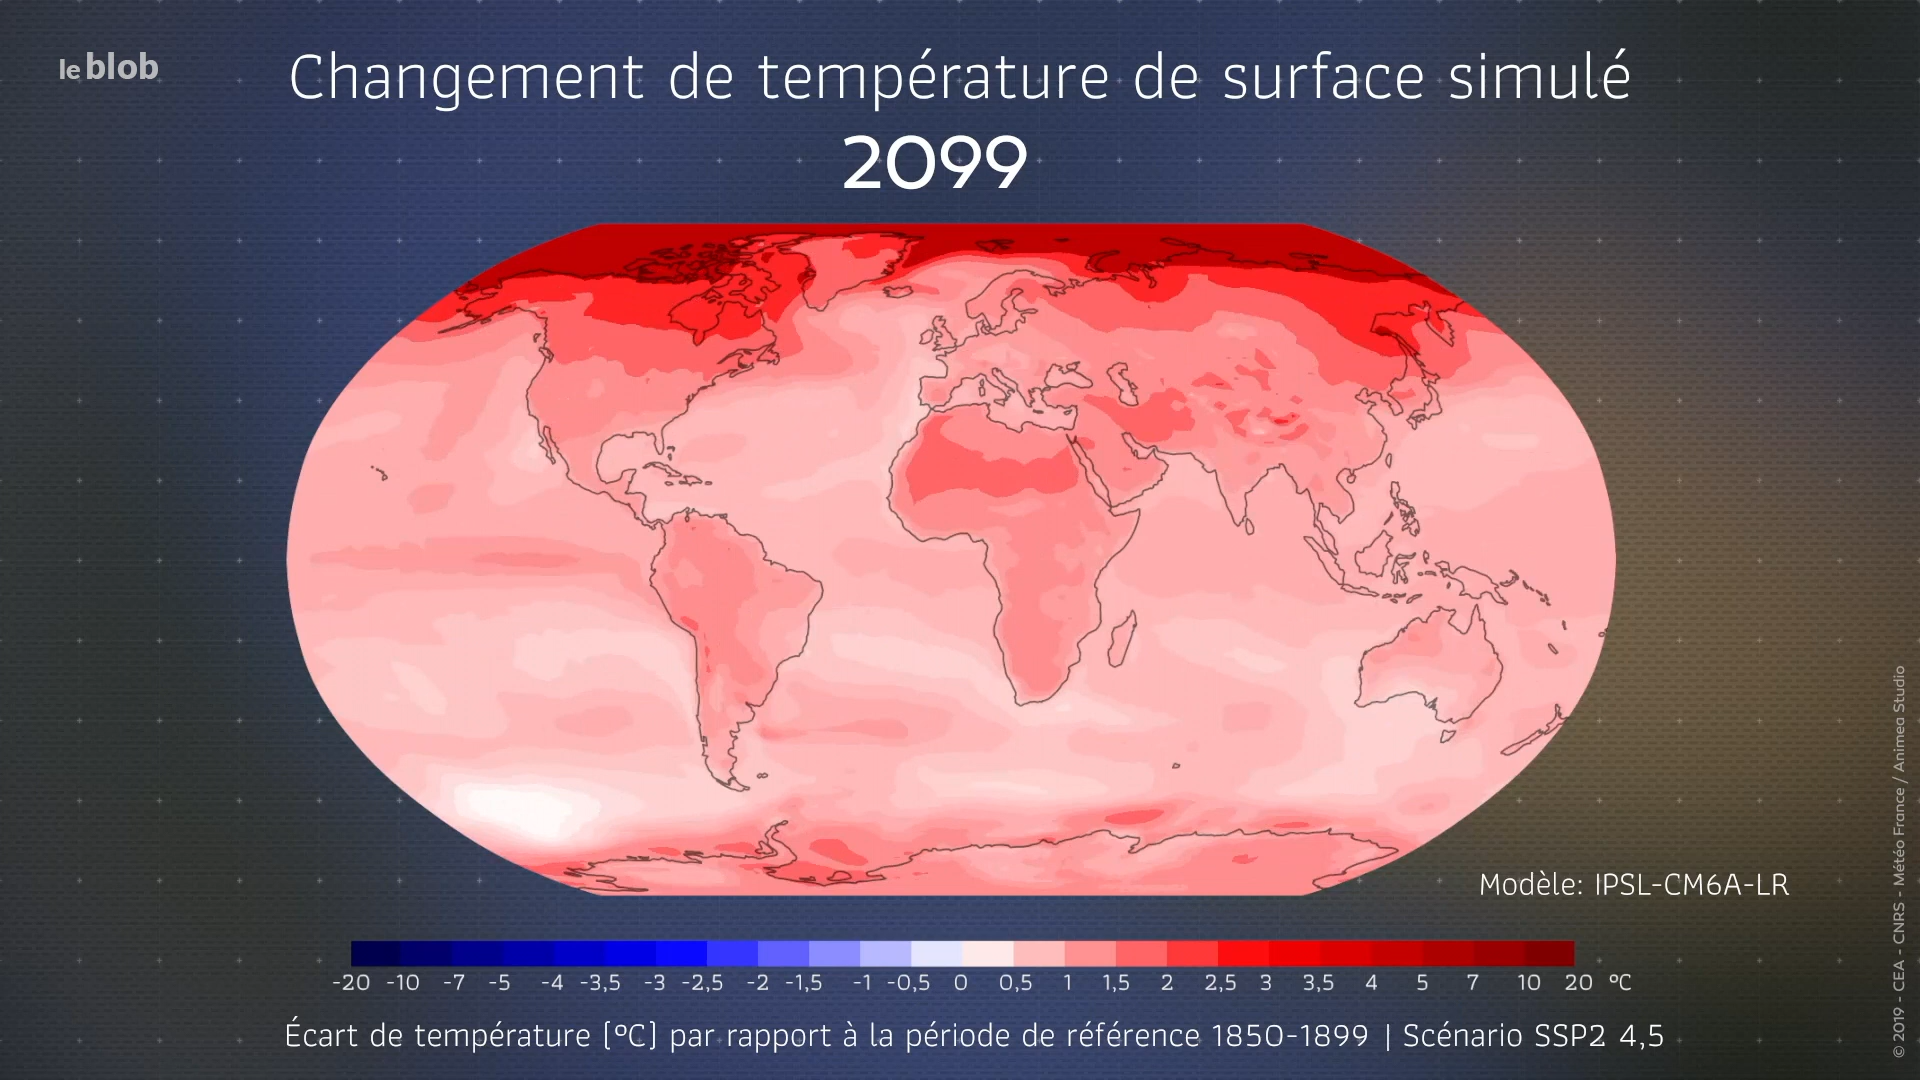 le blob
Changement de température de surface simulé
2099
Modèle: IPSL-CM6A-LR
-20 -10 -7 -5 -4 -3,5 -3 -2,5 -2 -1,5 -1 -0,5 0 0,5 1 1,5 2 2,5 3 3,5 4 5 7 10 20 ºC
Écart de température (ºC) par rapport à la période de référence 1850-1899 | Scénario SSP2 4,5
© 2019 - CEA - CNRS - Météo France / Animea Studio